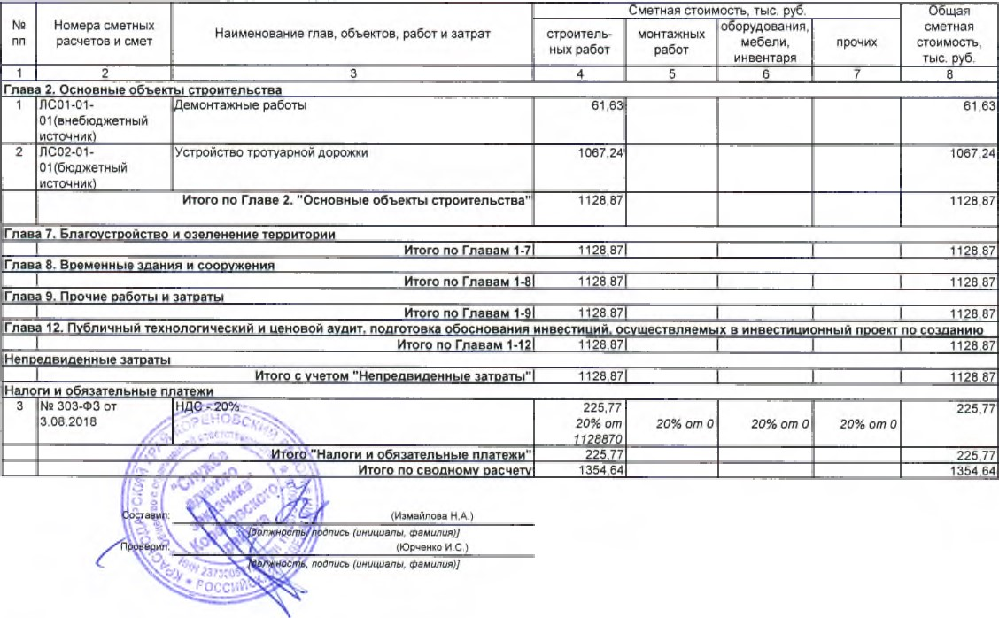 № пп
Номера сметных расчетов и смет
Наименование глав, объектов, работ и затрат
Сметная стоимость, тыс. руб.
строитель-ных работ
монтажных работ
оборудования, мебели, инвентаря
прочих
Общая сметная стоимость, тыс. руб.
1 2 3 4 5 6 7 8
Глава 2. Основные объекты строительства
1 ЛС01-01- Демонтажные работы 61,63 61,63
01(внебюджетный
источник)
2 ЛС02-01- Устройство тротуарной дорожки 1067,24 1067,24
01(бюджетный
источник)
Итого по Главе 2. "Основные объекты строительства" 1128,87 1128,87
Глава 7. Благоустройство и озеленение территории
Итого по Главам 1-7 1128,87 1128,87
Глава 8. Временные здания и сооружения
Итого по Главам 1-8 1128,87 1128,87
Глава 9. Прочие работы и затраты
Итого по Главам 1-9 1128,87 1128,87
Глава 12. Публичный технологический и ценовой аудит, подготовка обоснования инвестиций, осуществляемых в инвестиционный проект по созданию
Итого по Главам 1-12 1128,87 1128,87
Непредвиденные затраты
Итого с учетом "Непредвиденные затраты" 1128,87 1128,87
Налоги и обязательные платежи
3 № 303-ФЗ от НДС - 20% 225,77 225,77
3.08.2018 20% от 20% от 0 20% от 0 20% от 0
1128870
Итого "Налоги и обязательные платежи" 225,77 225,77
Итого по сводному расчету 1354,64 1354,64
Составил: (Измайлова Н.А.)
[должность, подпись (инициалы, фамилия)]
Проверил: (Юрченко И.С.)
[должность, подпись (инициалы, фамилия)]
"Служба
единого
заказчика"
Кореновского
района